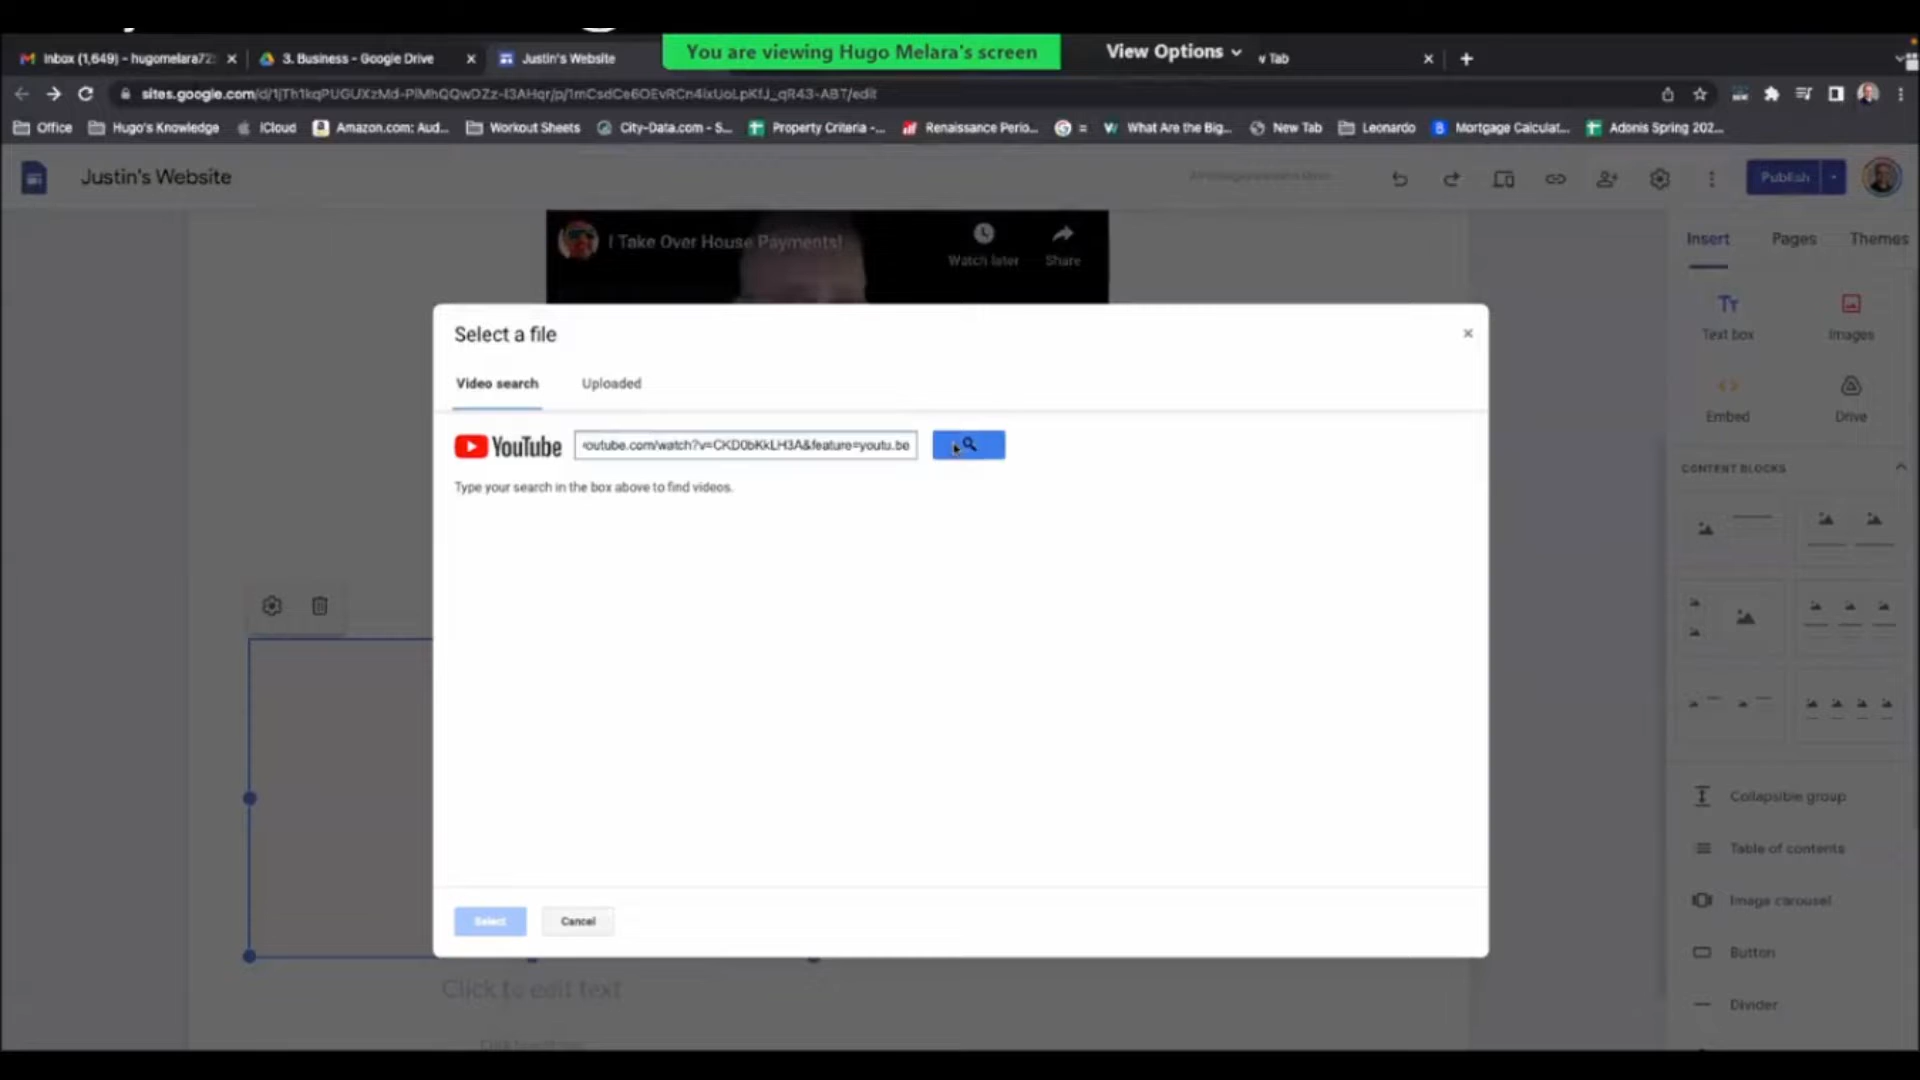 You are viewing Hugo Melara's screen
View Options
Inbox (1,649) - hugomelara72
3. Business - Google Drive
Justin's Website
v Tab
sites.google.com/d/1jTh1kqPUGUXzMd-PiMhQQwDZz-I3AHqr/p/1mCsdCe6OEvRCn4ixUoLpKfJ_qR43-ABT/edit
Office
Hugo's Knowledge
iCloud
Amazon.com: Aud...
Workout Sheets
City-Data.com - S...
Property Criteria -...
Renaissance Perio...
=
What Are the Big...
New Tab
Leonardo
Mortgage Calculat...
Adonis Spring 202...
Justin's Website
Publish
I Take Over House Payments!
Watch later
Share
Insert
Pages
Themes
Text box
Images
Embed
Drive
CONTENT BLOCKS
Collapsible group
Table of contents
Image carousel
Button
Divider
Select a file
Video search
Uploaded
YouTube
outube.com/watch?v=CKD0bKkLH3A&feature=youtu.be
Type your search in the box above to find videos.
Select
Cancel
Click to edit text